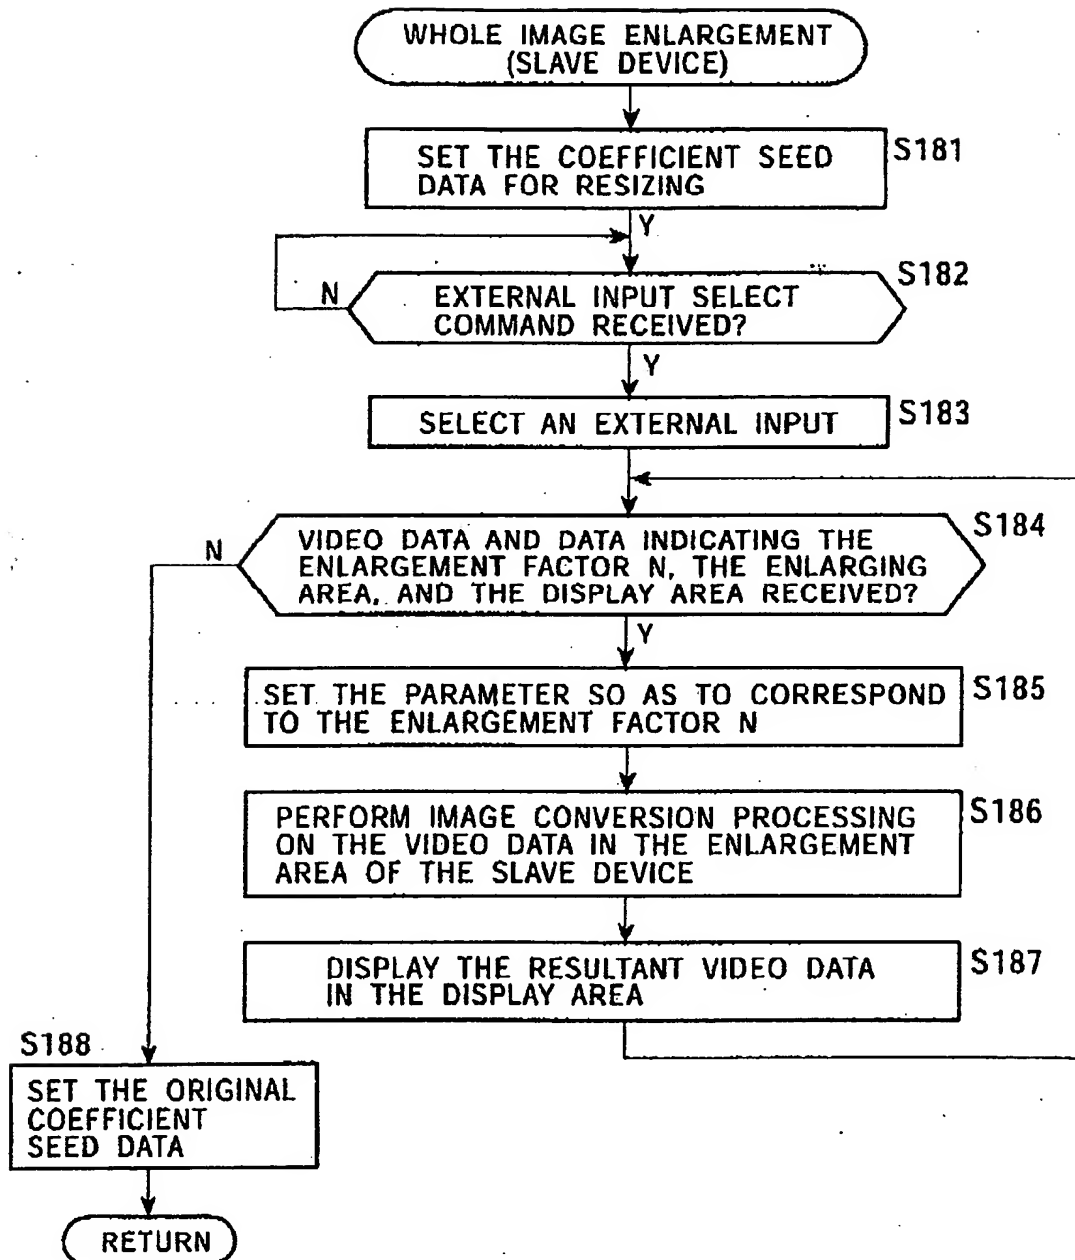 WHOLE IMAGE ENLARGEMENT
(SLAVE DEVICE)
SET THE COEFFICIENT SEED
DATA FOR RESIZING
S181
Y
EXTERNAL INPUT SELECT
COMMAND RECEIVED?
S182
N
Y
SELECT AN EXTERNAL INPUT
S183
VIDEO DATA AND DATA INDICATING THE
ENLARGEMENT FACTOR N, THE ENLARGING
AREA, AND THE DISPLAY AREA RECEIVED?
S184
N
Y
SET THE PARAMETER SO AS TO CORRESPOND
TO THE ENLARGEMENT FACTOR N
S185
PERFORM IMAGE CONVERSION PROCESSING
ON THE VIDEO DATA IN THE ENLARGEMENT
AREA OF THE SLAVE DEVICE
S186
DISPLAY THE RESULTANT VIDEO DATA
IN THE DISPLAY AREA
S187
S188
SET THE ORIGINAL
COEFFICIENT
SEED DATA
RETURN